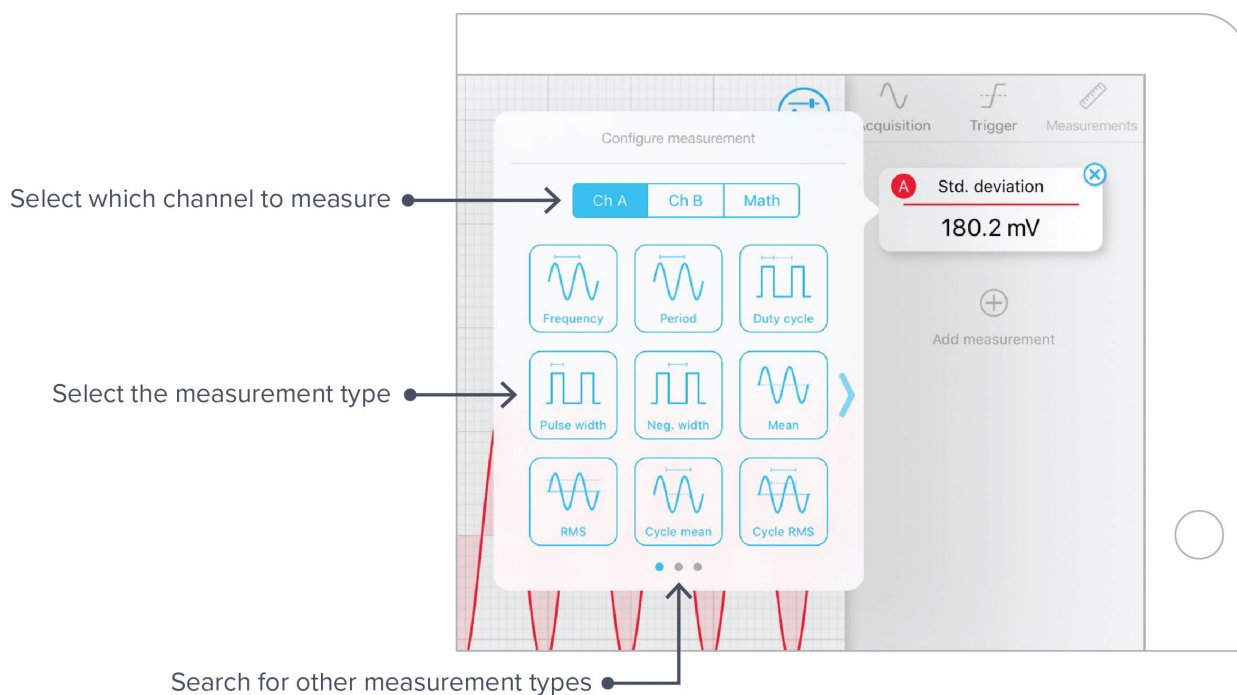 Configure measurement
Acquisition Trigger Measurements
Select which channel to measure
Ch A Ch B Math
A Std. deviation
180.2 mV
Frequency Period Duty cycle
Add measurement
Select the measurement type
Pulse width Neg. width Mean
RMS Cycle mean Cycle RMS
Search for other measurement types